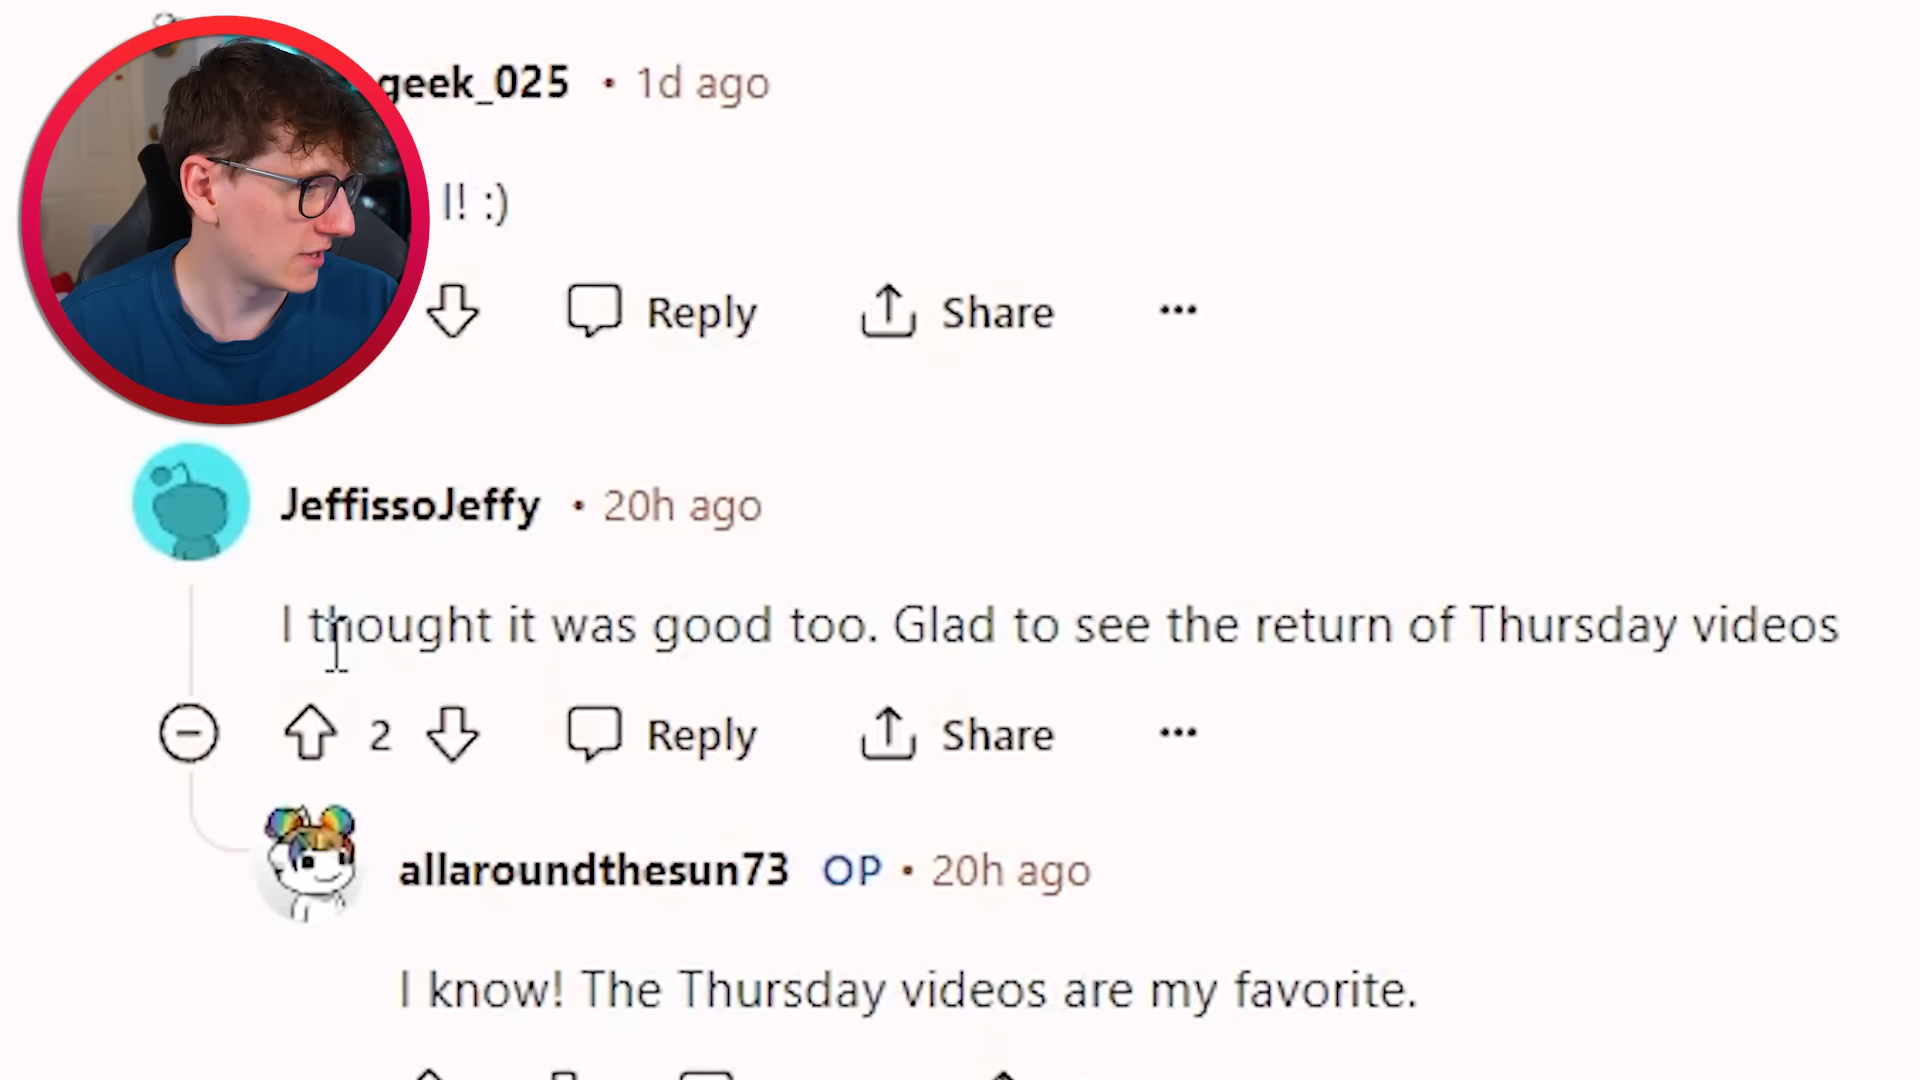 geek_025 • 1d ago
! :)
Reply Share ...
JeffissoJeffy • 20h ago
I thought it was good too. Glad to see the return of Thursday videos
2 Reply Share ...
allaroundthesun73 OP • 20h ago
I know! The Thursday videos are my favorite.